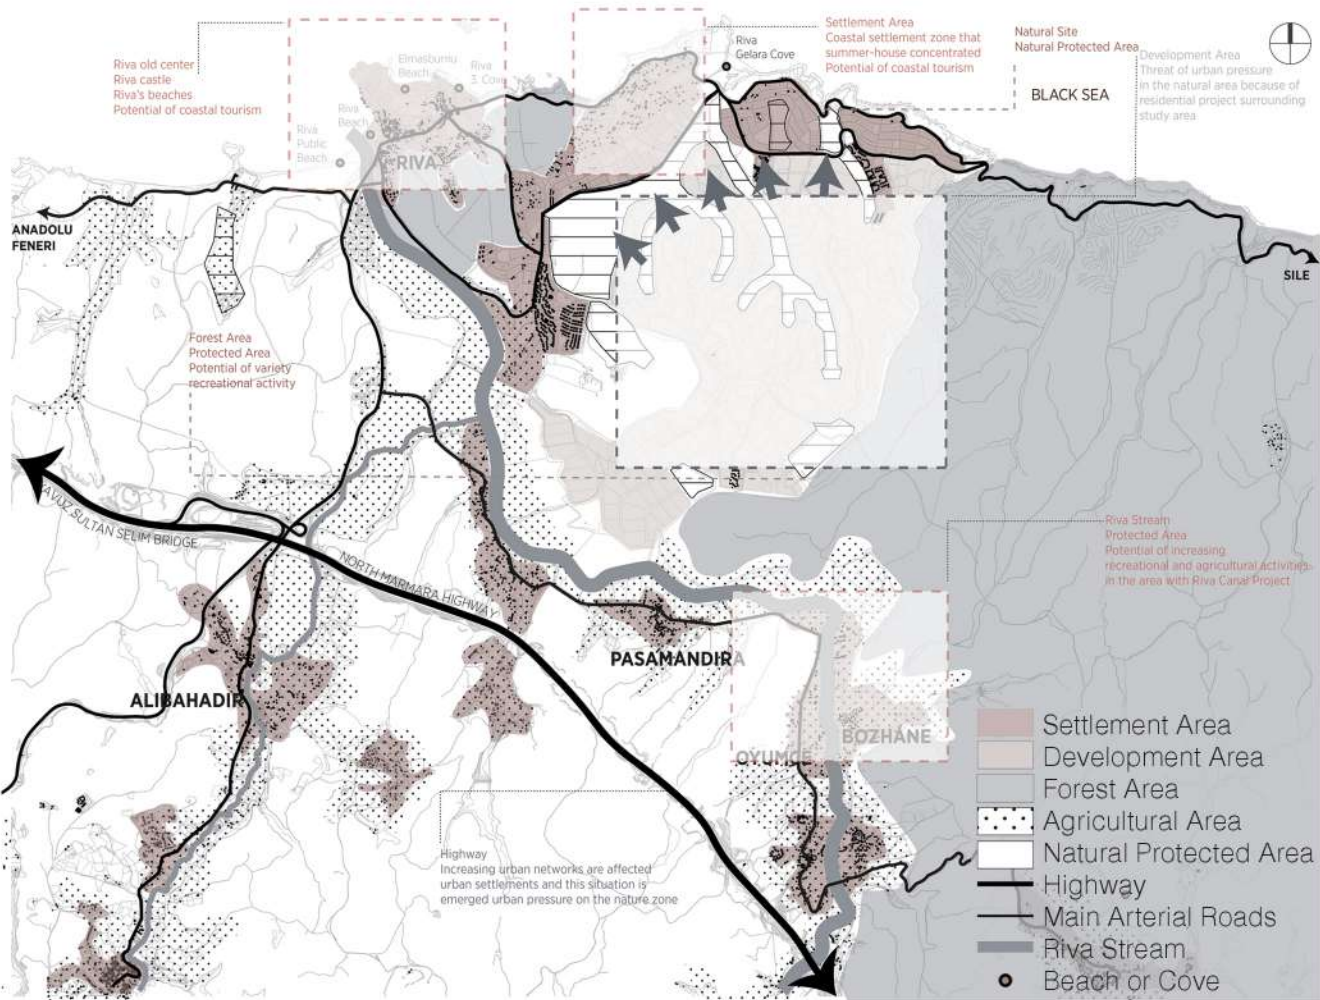 Riva old center
Riva castle
Riva's beaches
Potential of coastal tourism
Elmasburnu
Beach
Riva
3. Cove
Riva
Beach
Riva
Public
Beach
RIVA
Settlement Area
Coastal settlement zone that
summer-house concentrated
Potential of coastal tourism
Riva
Gelara Cove
Natural Site
Natural Protected Area
BLACK SEA
Development Area
Threat of urban pressure
in the natural area because of
residential project surrounding
study area
ANADOLU
FENERI
SILE
Forest Area
Protected Area
Potential of variety
recreational activity
YAVUZ SULTAN SELIM BRIDGE
NORTH MARMARA HIGHWAY
Riva Stream
Protected Area
Potential of increasing
recreational and agricultural activities
in the area with Riva Canal Project
PASAMANDIRA
ALIBAHADIR
BOZHANE
OYUMCE
Highway
Increasing urban networks are affected
urban settlements and this situation is
emerged urban pressure on the nature zone
Settlement Area
Development Area
Forest Area
Agricultural Area
Natural Protected Area
Highway
Main Arterial Roads
Riva Stream
Beach or Cove